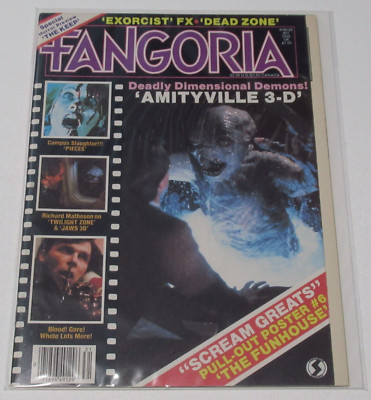 Special
'THE KEEP'
'EXORCIST' FX • 'DEAD ZONE'
FANGORIA
Deadly Dimensional Demons!
'AMITYVILLE 3-D'
Campus Slaughter!!!
'PIECES'
Richard Matheson on
'TWILIGHT ZONE'
& 'JAWS 3D'
Blood! Gore!
Whole Lots More!
"SCREAM GREATS"
PULL-OUT POSTER #6
'THE FUNHOUSE'